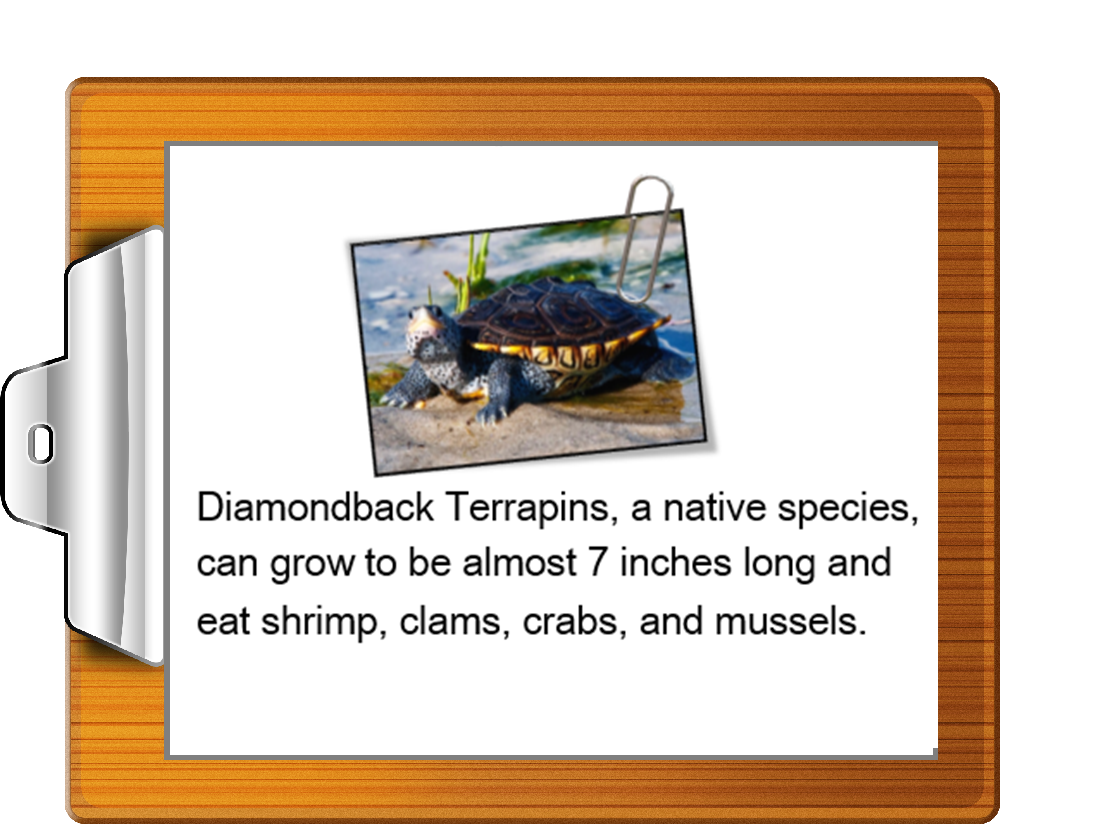 Diamondback Terrapins, a native species,
can grow to be almost 7 inches long and
eat shrimp, clams, crabs, and mussels.